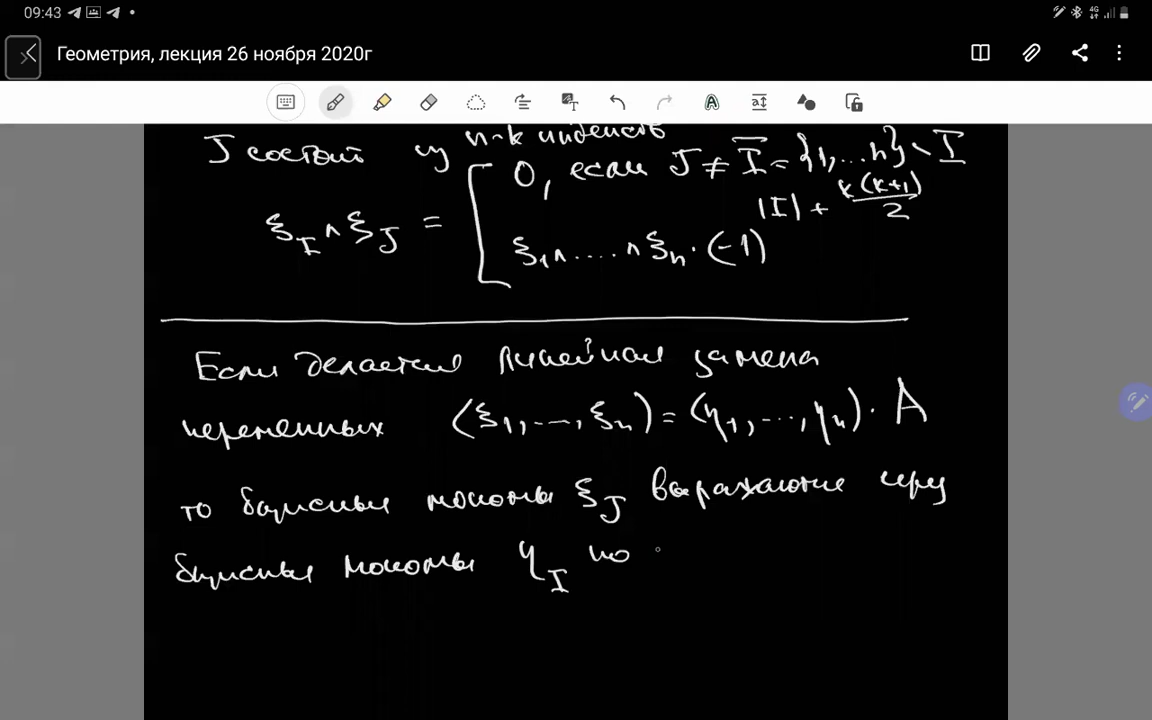 09:43
4G
Геометрия, лекция 26 ноября 2020г
J состоит из n-k индексов
0, если J ≠ Ī = {1,...n} \ I
ξ_I ∧ ξ_J =
ξ_1 ∧ .... ∧ ξ_n · (-1)^{|I| + k(k+1)/2}
Если делается линейная замена
переменных (ξ_1, ..., ξ_n) = (η_1, ..., η_n) · A
то базисные мономы ξ_J выражаются через
базисные мономы η_I по